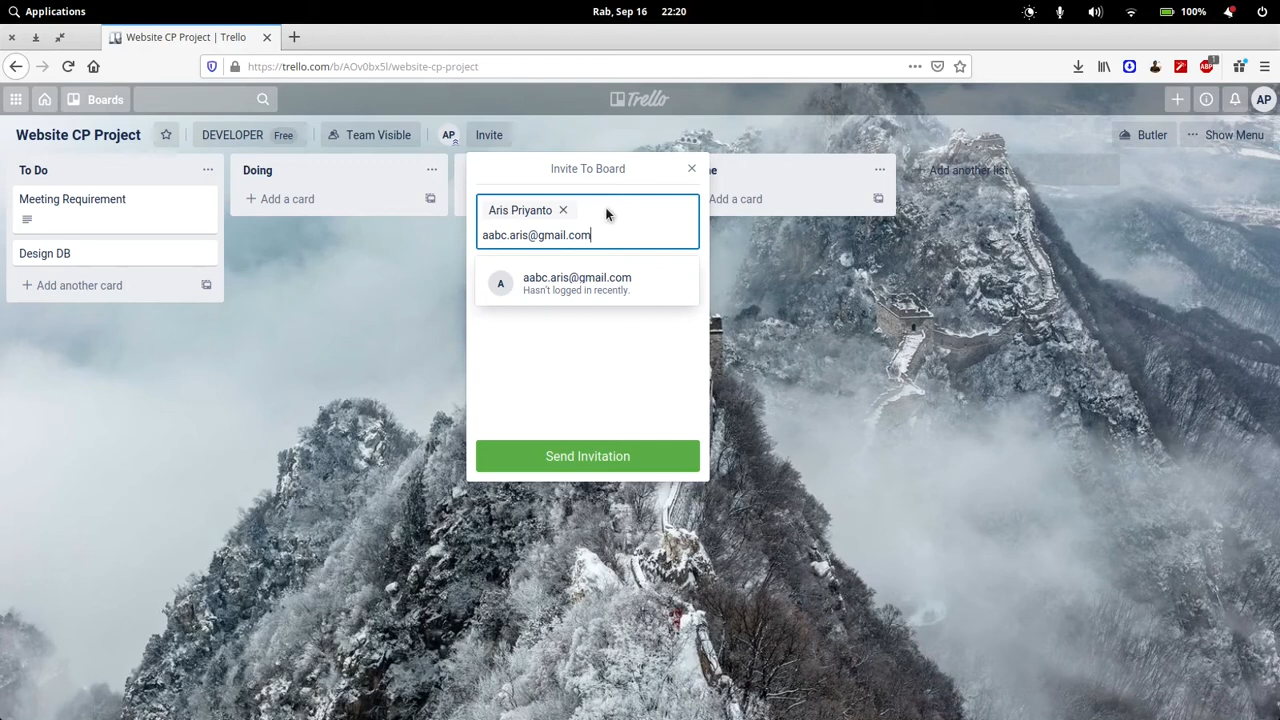 Applications
Rab, Sep 16 22:20
100%
Website CP Project | Trello
https://trello.com/b/AOv0bx5l/website-cp-project
ABP 1
Boards
Trello
AP
Website CP Project
DEVELOPER Free
Team Visible
AP
Invite
Butler
Show Menu
To Do
Meeting Requirement
Design DB
Add another card
Doing
Add a card
Add a card
Add another list
Invite To Board
Aris Priyanto
aabc.aris@gmail.com
A
aabc.aris@gmail.com
Hasn't logged in recently.
Send Invitation